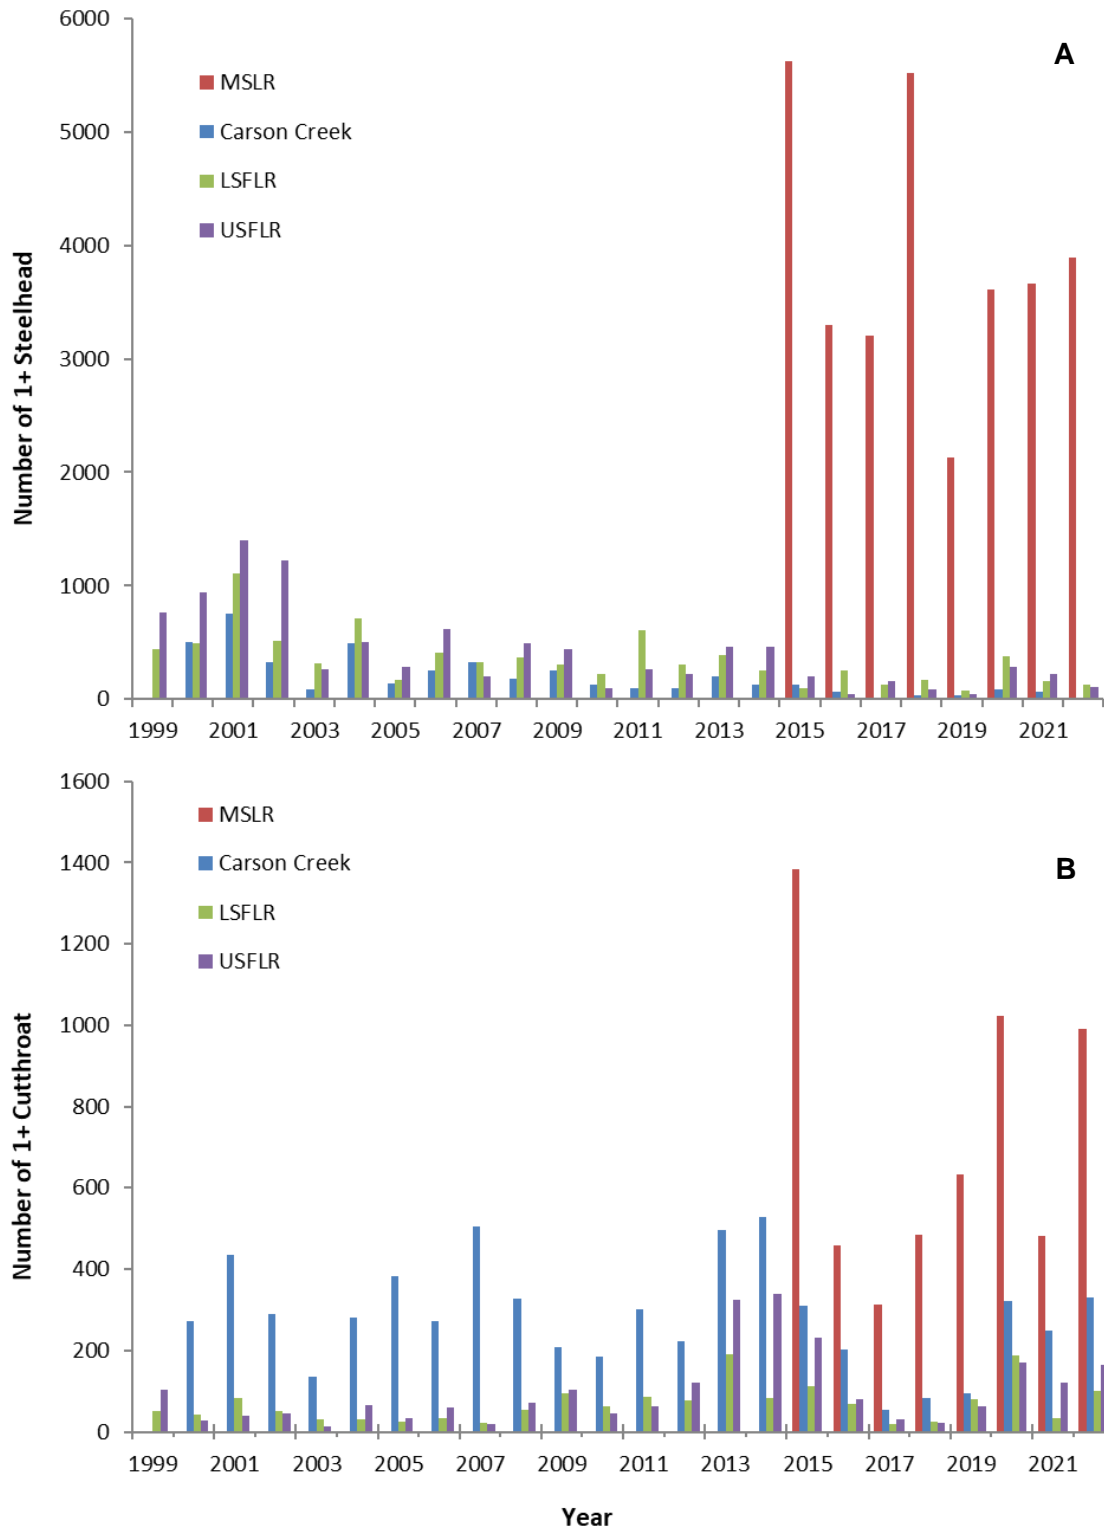 A
MSLR
Carson Creek
LSFLR
USFLR
Number of 1+ Steelhead
6000
5000
4000
3000
2000
1000
0
1999 2001 2003 2005 2007 2009 2011 2013 2015 2017 2019 2021
B
MSLR
Carson Creek
LSFLR
USFLR
Number of 1+ Cutthroat
1600
1400
1200
1000
800
600
400
200
0
1999 2001 2003 2005 2007 2009 2011 2013 2015 2017 2019 2021
Year